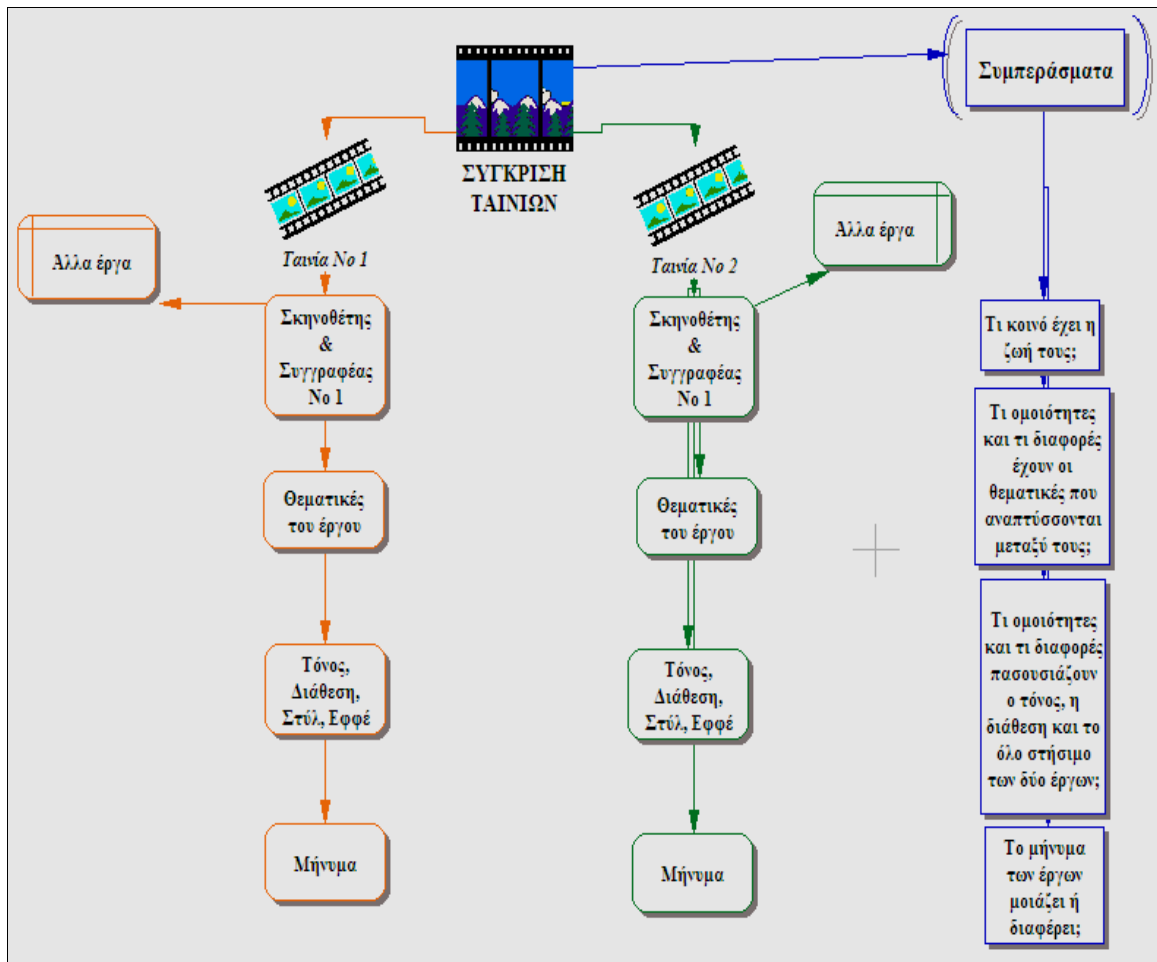 ΣΥΓΚΡΙΣΗ
ΤΑΙΝΙΩΝ
Συμπεράσματα
Ταινία Νο 1
Άλλα έργα
Σκηνοθέτης
&
Συγγραφέας
Νο 1
Θεματικές
του έργου
Τόνος,
Διάθεση,
Στύλ, Εφφέ
Μήνυμα
Ταινία Νο 2
Άλλα έργα
Σκηνοθέτης
&
Συγγραφέας
Νο 1
Θεματικές
του έργου
Τόνος,
Διάθεση,
Στύλ, Εφφέ
Μήνυμα
Τι κοινό έχει η
ζωή τους;
Τι ομοιότητες
και τι διαφορές
έχουν οι
θεματικές που
αναπτύσσονται
μεταξύ τους;
Τι ομοιότητες
και τι διαφορές
πασουσιάζουν
ο τόνος, η
διάθεση και το
όλο στήσιμο
των δύο έργων;
Το μήνυμα
των έργων
μοιάζει ή
διαφέρει;